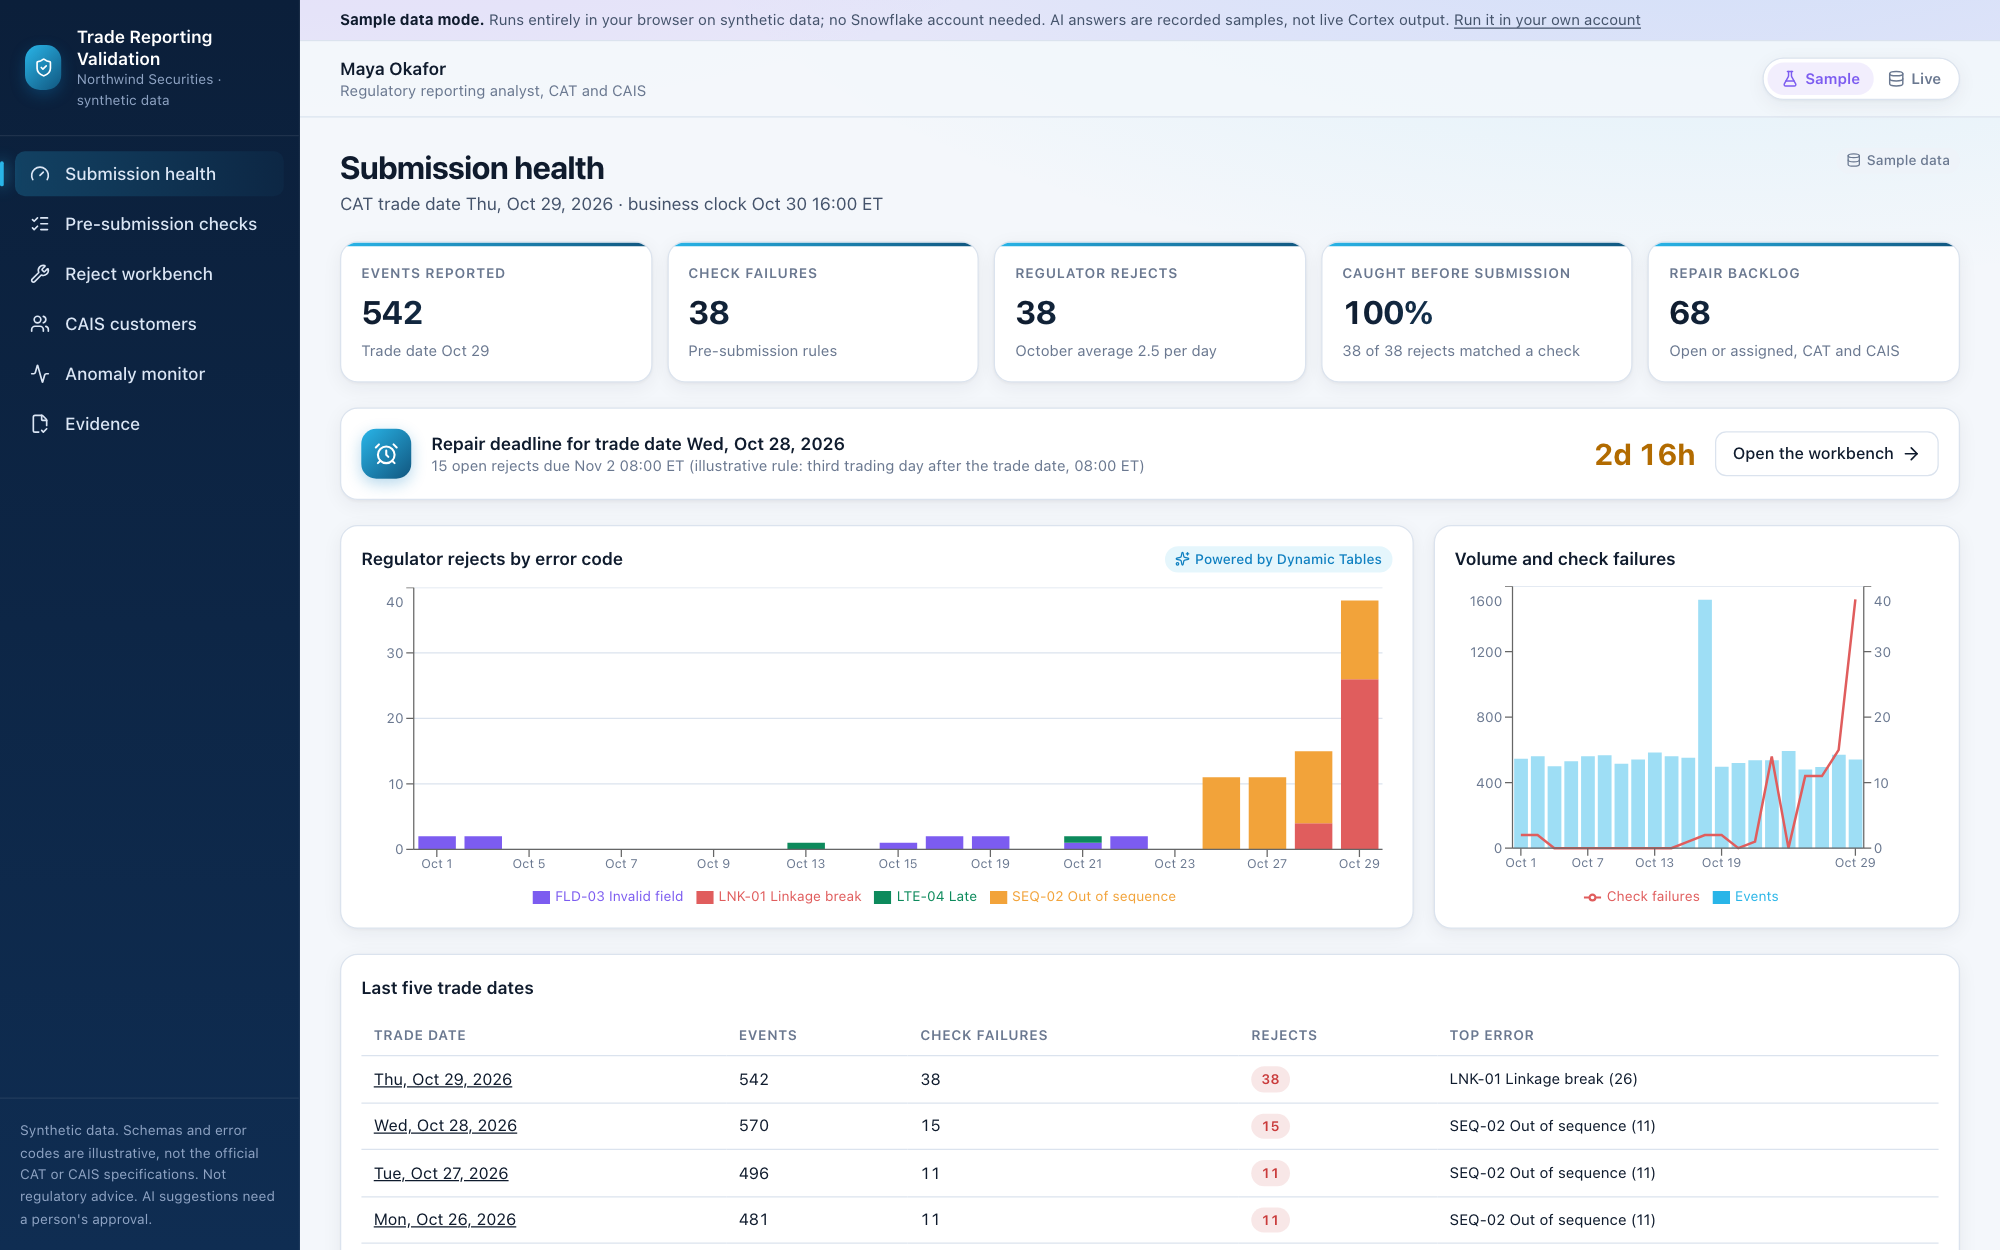 Trade Reporting
Validation
Northwind Securities ·
synthetic data
Submission health
Pre-submission checks
Reject workbench
CAIS customers
Anomaly monitor
Evidence
Synthetic data. Schemas and error
codes are illustrative, not the official
CAT or CAIS specifications. Not
regulatory advice. AI suggestions need
a person's approval.
Sample data mode. Runs entirely in your browser on synthetic data; no Snowflake account needed. AI answers are recorded samples, not live Cortex output. Run it in your own account
Maya Okafor
Regulatory reporting analyst, CAT and CAIS
Sample Live
Submission health
Sample data
CAT trade date Thu, Oct 29, 2026 · business clock Oct 30 16:00 ET
EVENTS REPORTED
542
Trade date Oct 29
CHECK FAILURES
38
Pre-submission rules
REGULATOR REJECTS
38
October average 2.5 per day
CAUGHT BEFORE SUBMISSION
100%
38 of 38 rejects matched a check
REPAIR BACKLOG
68
Open or assigned, CAT and CAIS
Repair deadline for trade date Wed, Oct 28, 2026
15 open rejects due Nov 2 08:00 ET (illustrative rule: third trading day after the trade date, 08:00 ET)
2d 16h
Open the workbench
Regulator rejects by error code
Powered by Dynamic Tables
40
30
20
10
0
Oct 1 Oct 5 Oct 7 Oct 9 Oct 13 Oct 15 Oct 19 Oct 21 Oct 23 Oct 27 Oct 29
FLD-03 Invalid field LNK-01 Linkage break LTE-04 Late SEQ-02 Out of sequence
Volume and check failures
1600 40
1200 30
800 20
400 10
0 0
Oct 1 Oct 7 Oct 13 Oct 19 Oct 29
Check failures Events
Last five trade dates
TRADE DATE EVENTS CHECK FAILURES REJECTS TOP ERROR
Thu, Oct 29, 2026 542 38 38 LNK-01 Linkage break (26)
Wed, Oct 28, 2026 570 15 15 SEQ-02 Out of sequence (11)
Tue, Oct 27, 2026 496 11 11 SEQ-02 Out of sequence (11)
Mon, Oct 26, 2026 481 11 11 SEQ-02 Out of sequence (11)